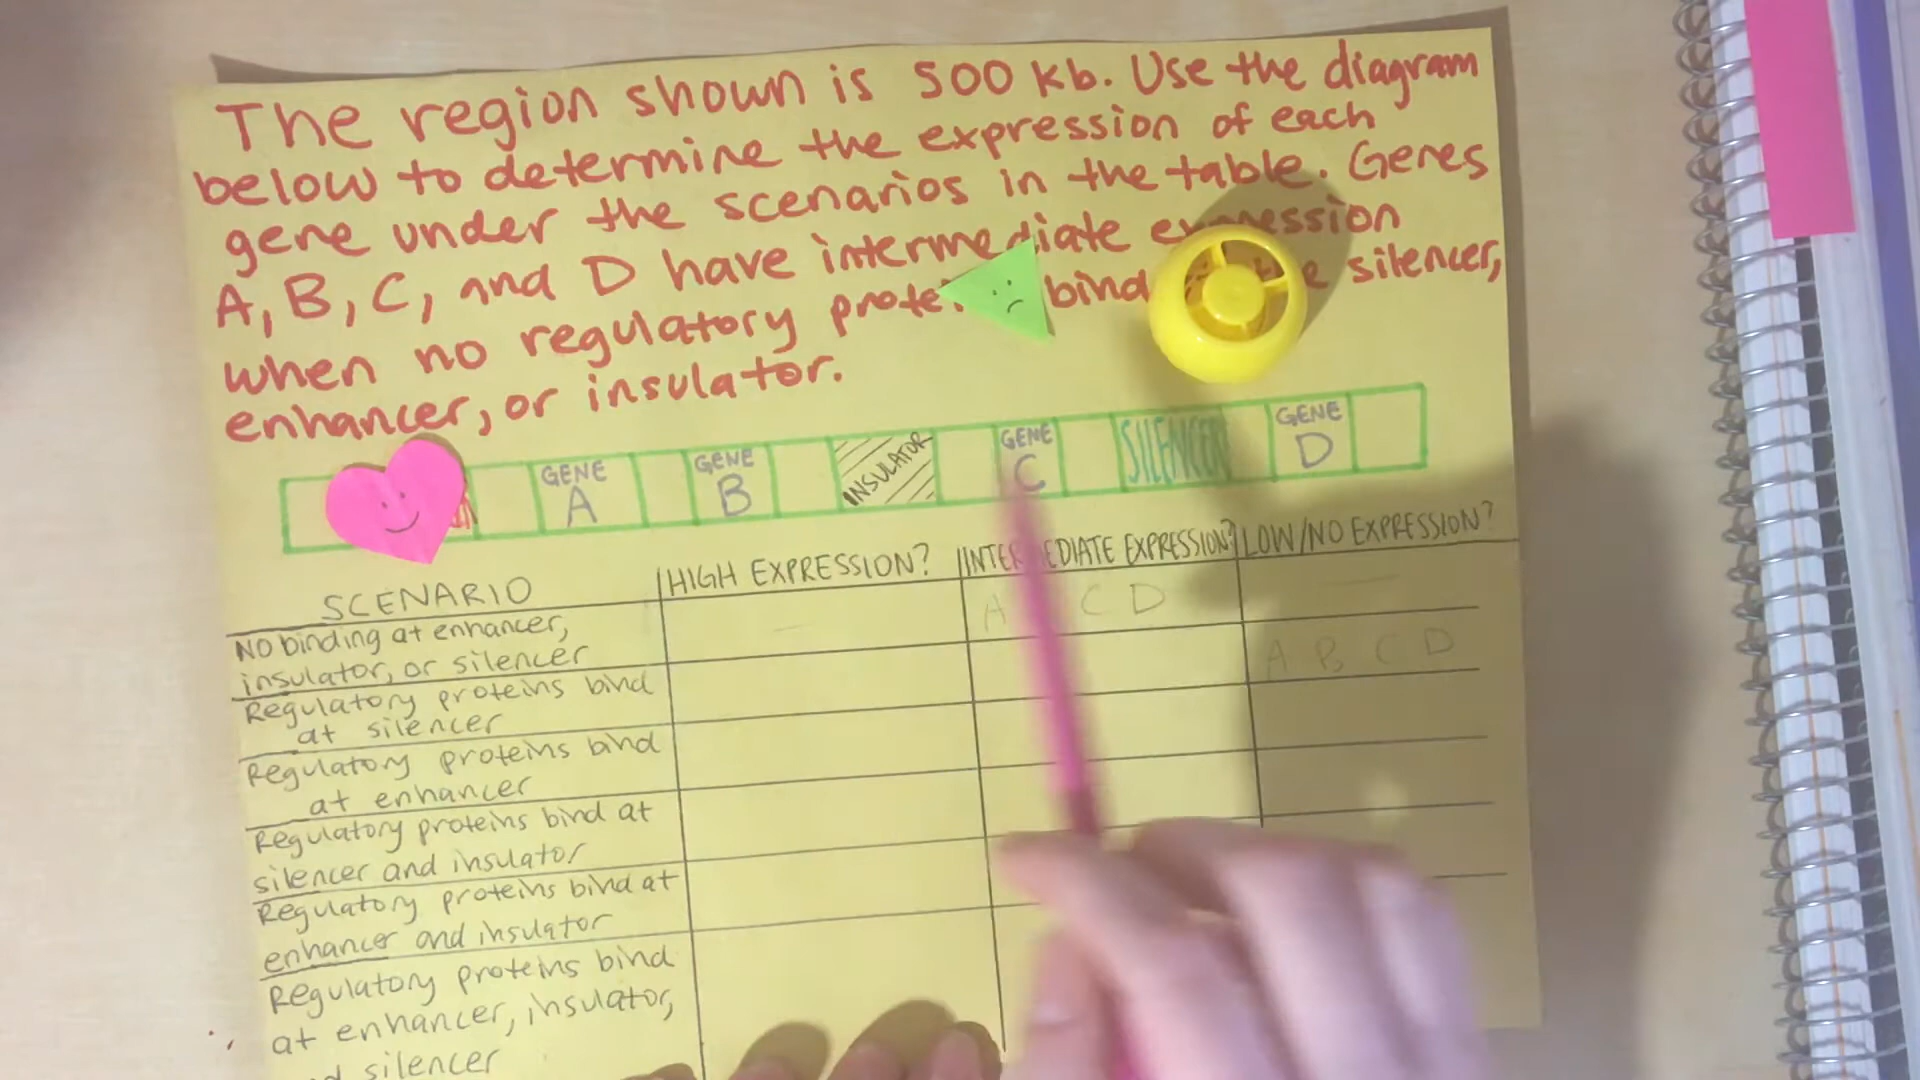 The region shown is 500 kb. Use the diagram
below to determine the expression of each
gene under the scenarios in the table. Genes
A, B, C, and D have intermediate expression
when no regulatory bind silencer,
enhancer, or insulator.
GENE A GENE B INSULATOR GENE C SILENCER GENE D
SCENARIO HIGH EXPRESSION? INTERMEDIATE EXPRESSION? LOW/NO EXPRESSION?
NO binding at enhancer,
insulator, or silencer — A C D —
Regulatory proteins bind
at silencer A B C D
Regulatory proteins bind
at enhancer
Regulatory proteins bind at
silencer and insulator
Regulatory proteins bind at
enhancer and insulator
Regulatory proteins bind
at enhancer, insulator,
silencer